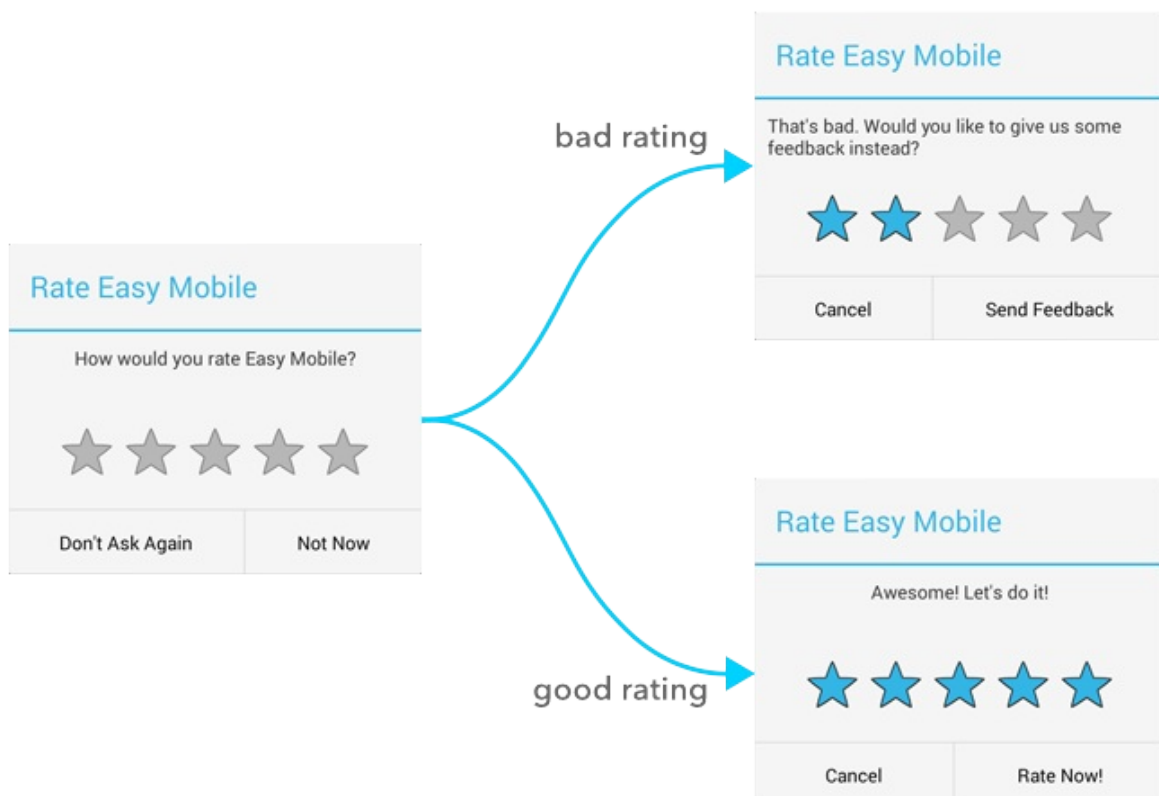 Rate Easy Mobile
How would you rate Easy Mobile?
Don't Ask Again
Not Now
bad rating
Rate Easy Mobile
That's bad. Would you like to give us some
feedback instead?
Cancel
Send Feedback
good rating
Rate Easy Mobile
Awesome! Let's do it!
Cancel
Rate Now!